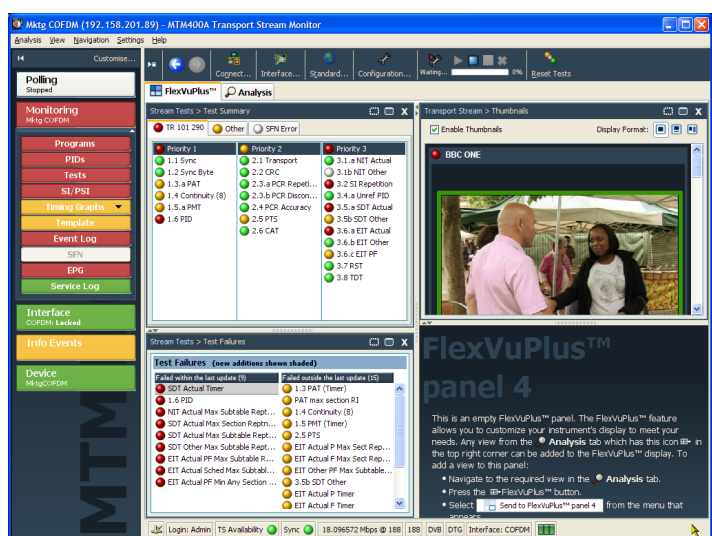 Mktg COFDM (192.158.201.89) - MTM400A Transport Stream Monitor
Analysis View Navigation Settings Help
Customise...
Polling
Stopped
Monitoring
Mktg COFDM
Programs
PIDs
Tests
SI/PSI
Timing Graphs
Template
Event Log
SFN
EPG
Service Log
Interface
COFDM: Locked
Info Events
Device
MktgCOFDM
MTM
Connect... Interface... Standard... Configuration... Waiting... 0% Reset Tests
FlexVuPlus™ Analysis
Stream Tests > Test Summary
TR 101 290 Other SFN Error
Priority 1
1.1 Sync
1.2 Sync Byte
1.3.a PAT
1.4 Continuity (8)
1.5.a PMT
1.6 PID
Priority 2
2.1 Transport
2.2 CRC
2.3.a PCR Repeti...
2.3.b PCR Discon...
2.4 PCR Accuracy
2.5 PTS
2.6 CAT
Priority 3
3.1.a NIT Actual
3.1b NIT Other
3.2 SI Repetition
3.4.a Unref PID
3.5.a SDT Actual
3.5b SDT Other
3.6.a EIT Actual
3.6.b EIT Other
3.6.c EIT PF
3.7 RST
3.8 TDT
Transport Stream > Thumbnails
Enable Thumbnails Display Format:
BBC ONE
Stream Tests > Test Failures
Test Failures (new additions shown shaded)
Failed within the last update (9)
SDT Actual Timer
1.6 PID
NIT Actual Max Subtable Rept...
SDT Actual Max Section Reptn...
SDT Actual Max Subtable Rept...
SDT Other Max Subtable Rept...
EIT Actual PF Max Subtable R...
EIT Actual Sched Max Subtabl...
EIT Actual PF Min Any Section ...
Failed outside the last update (15)
1.3 PAT (Timer)
PAT max section RI
1.4 Continuity (8)
1.5 PMT (Timer)
2.5 PTS
EIT Actual P Max Sect Rep...
EIT Actual F Max Sect Rep...
EIT Other PF Max Subtable...
3.5b SDT Other
EIT Actual P Timer
EIT Actual F Timer
FlexVuPlus™
panel 4
This is an empty FlexVuPlus™ panel. The FlexVuPlus™ feature
allows you to customize your instrument's display to meet your
needs. Any view from the Analysis tab which has this icon in
the top right corner can be added to the FlexVuPlus™ display. To
add a view to this panel:
• Navigate to the required view in the Analysis tab.
• Press the FlexVuPlus™ button.
• Select Send to FlexVuPlus™ panel 4 from the menu that
appears.
Login: Admin TS Availability Sync 18.096572 Mbps @ 188 188 DVB DTG Interface: COFDM